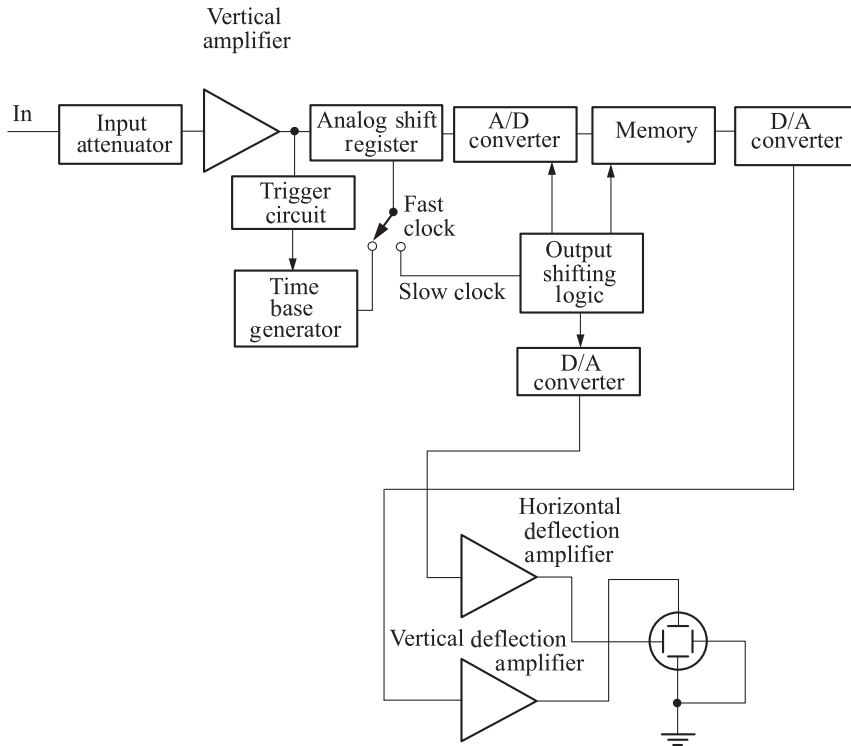 Vertical
amplifier
In
Input
attenuator
Analog shift
register
A/D
converter
Memory
D/A
converter
Trigger
circuit
Fast
clock
Time
base
generator
Slow clock
Output
shifting
logic
D/A
converter
Horizontal
deflection
amplifier
Vertical deflection
amplifier